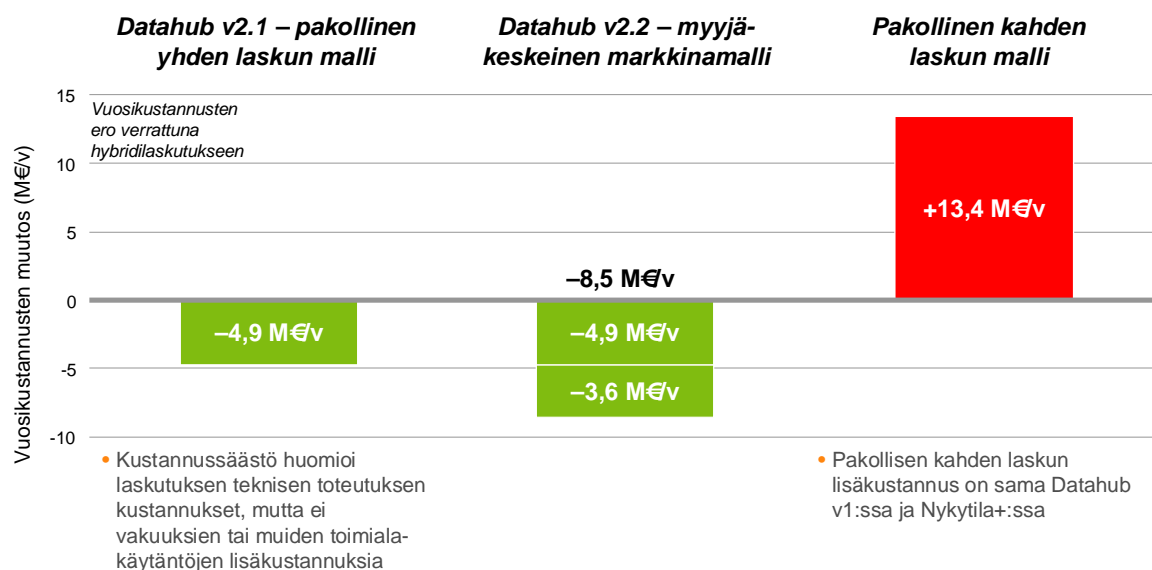 Datahub v2.1 – pakollinen
yhden laskun malli
Datahub v2.2 – myyjä-
keskeinen markkinamalli
Pakollinen kahden
laskun malli
Vuosikustannusten muutos (M€/v)
15
10
5
0
-5
-10
Vuosikustannusten
ero verrattuna
hybridilaskutukseen
–4,9 M€/v
–8,5 M€/v
–4,9 M€/v
–3,6 M€/v
+13,4 M€/v
• Kustannussäästö huomioi
laskutuksen teknisen toteutuksen
kustannukset, mutta ei
vakuuksien tai muiden toimiala-
käytäntöjen lisäkustannuksia
• Pakollisen kahden laskun
lisäkustannus on sama Datahub
v1:ssa ja Nykytila+:ssa